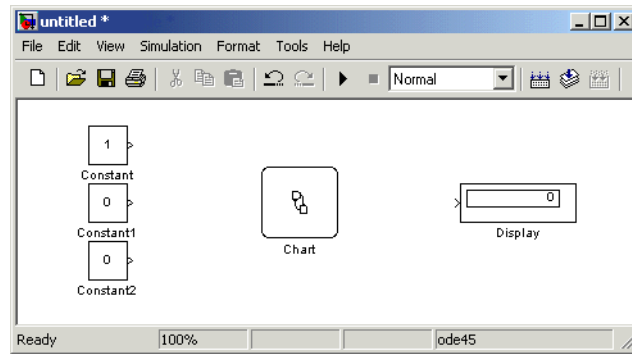 untitled *
File Edit View Simulation Format Tools Help
Normal
1
Constant
0
Constant1
0
Constant2
Chart
0
Display
Ready 100% ode45